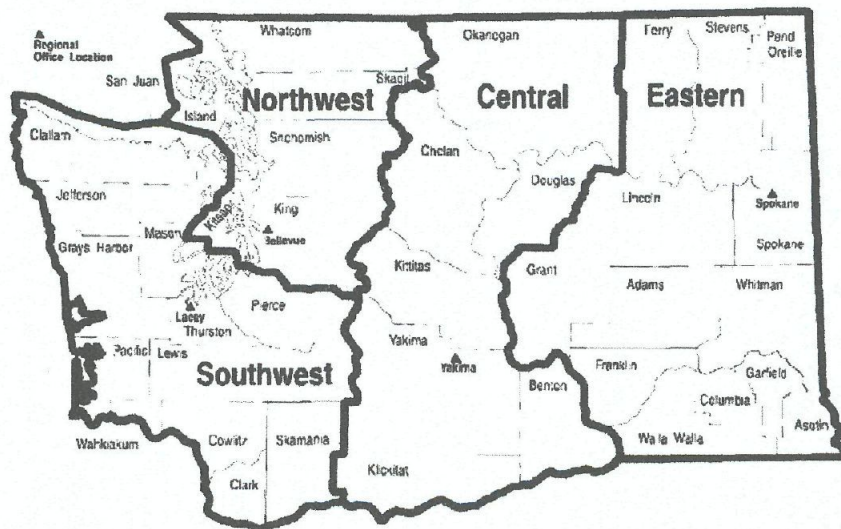 Regional
Office Location
San Juan
Whatcom
Skagit
Island
Northwest
Snohomish
King
Kitsap
Bellevue
Clallam
Jefferson
Grays Harbor
Mason
Pierce
Lacey
Thurston
Pacific
Lewis
Southwest
Wahkiakum
Cowlitz
Skamania
Clark
Okanogan
Central
Chelan
Douglas
Kittitas
Yakima
Yakima
Benton
Klickitat
Ferry
Stevens
Pend
Oreille
Eastern
Lincoln
Spokane
Spokane
Grant
Adams
Whitman
Franklin
Garfield
Columbia
Walla Walla
Asotin